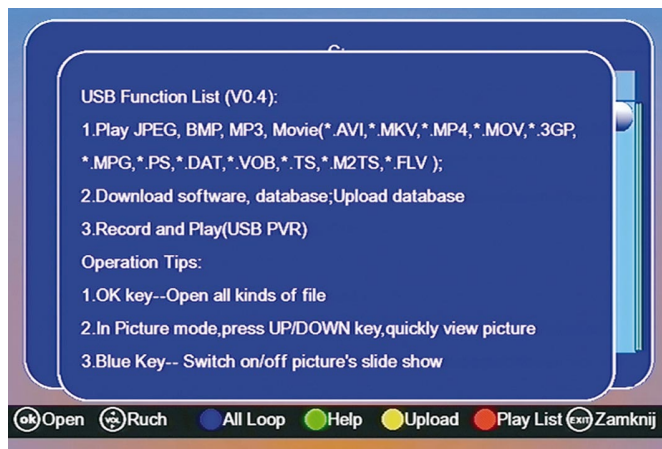 USB Function List (V0.4):
1.Play JPEG, BMP, MP3, Movie(*.AVI,*.MKV,*.MP4,*.MOV,*.3GP,
*.MPG,*.PS,*.DAT,*.VOB,*.TS,*.M2TS,*.FLV );
2.Download software, database;Upload database
3.Record and Play(USB PVR)
Operation Tips:
1.OK key--Open all kinds of file
2.In Picture mode,press UP/DOWN key,quickly view picture
3.Blue Key-- Switch on/off picture's slide show
ok Open VOL Ruch All Loop Help Upload Play List EXIT Zamknij